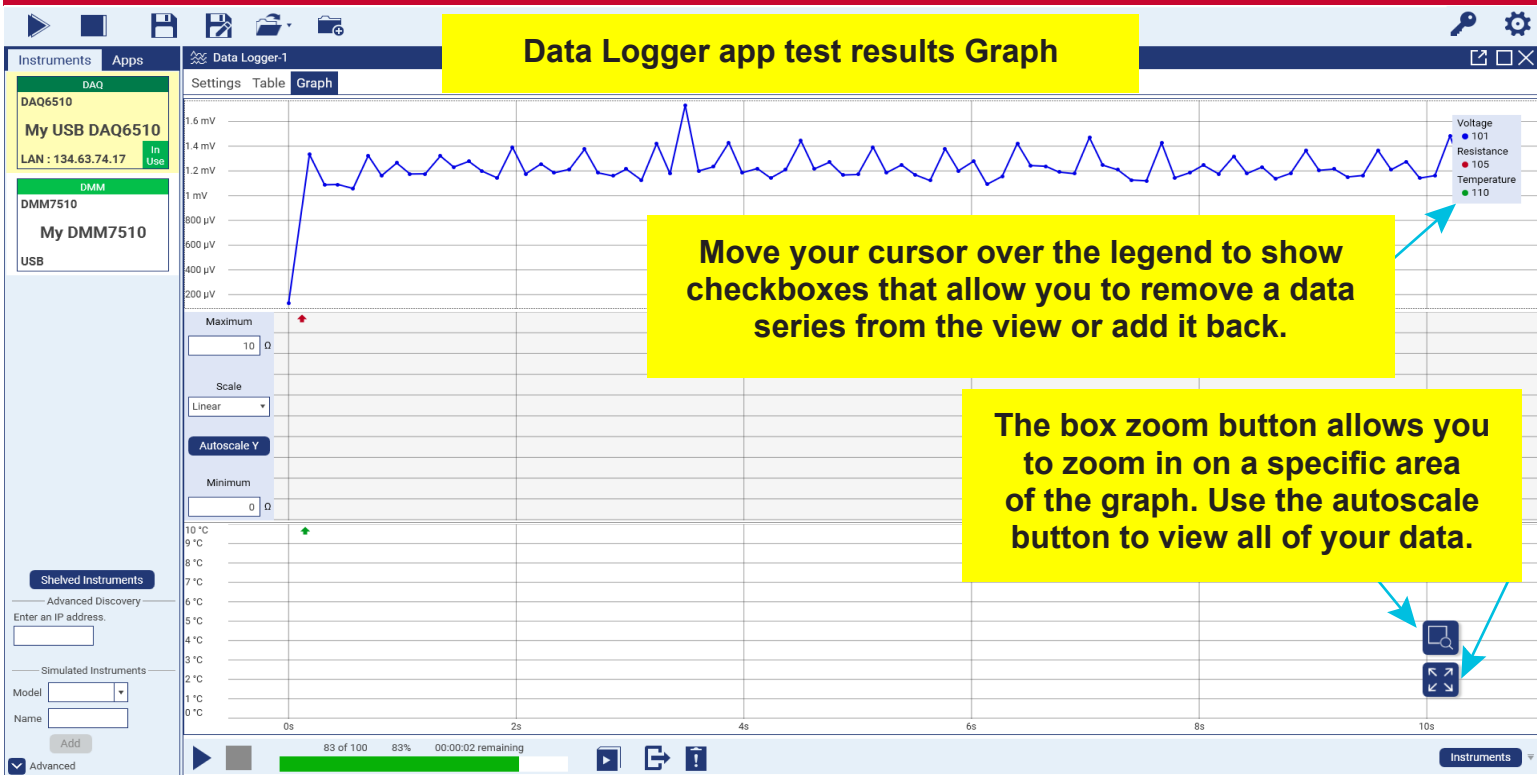 Data Logger app test results Graph
Instruments Apps
Data Logger-1
Settings Table Graph
DAQ
DAQ6510
My USB DAQ6510
LAN : 134.63.74.17
In
Use
DMM
DMM7510
My DMM7510
USB
1.6 mV
1.4 mV
1.2 mV
1 mV
800 µV
600 µV
400 µV
200 µV
Voltage
101
Resistance
105
Temperature
110
Move your cursor over the legend to show
checkboxes that allow you to remove a data
series from the view or add it back.
Maximum
10 Ω
Scale
Linear
Autoscale Y
Minimum
0 Ω
The box zoom button allows you
to zoom in on a specific area
of the graph. Use the autoscale
button to view all of your data.
10 °C
9 °C
8 °C
7 °C
6 °C
5 °C
4 °C
3 °C
2 °C
1 °C
0 °C
0s 2s 4s 6s 8s 10s
Shelved Instruments
Advanced Discovery
Enter an IP address.
Simulated Instruments
Model
Name
Add
Advanced
83 of 100 83% 00:00:02 remaining
Instruments